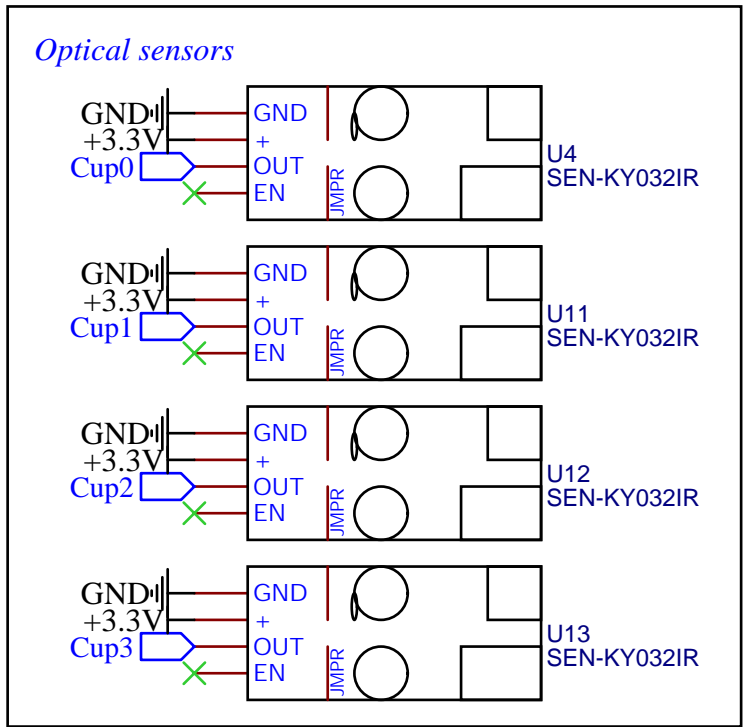 Optical sensors
GND
GND
+3.3V
+
Cup0
OUT
EN
JMPR
U4
SEN-KY032IR
GND
GND
+3.3V
+
Cup1
OUT
EN
JMPR
U11
SEN-KY032IR
GND
GND
+3.3V
+
Cup2
OUT
EN
JMPR
U12
SEN-KY032IR
GND
GND
+3.3V
+
Cup3
OUT
EN
JMPR
U13
SEN-KY032IR